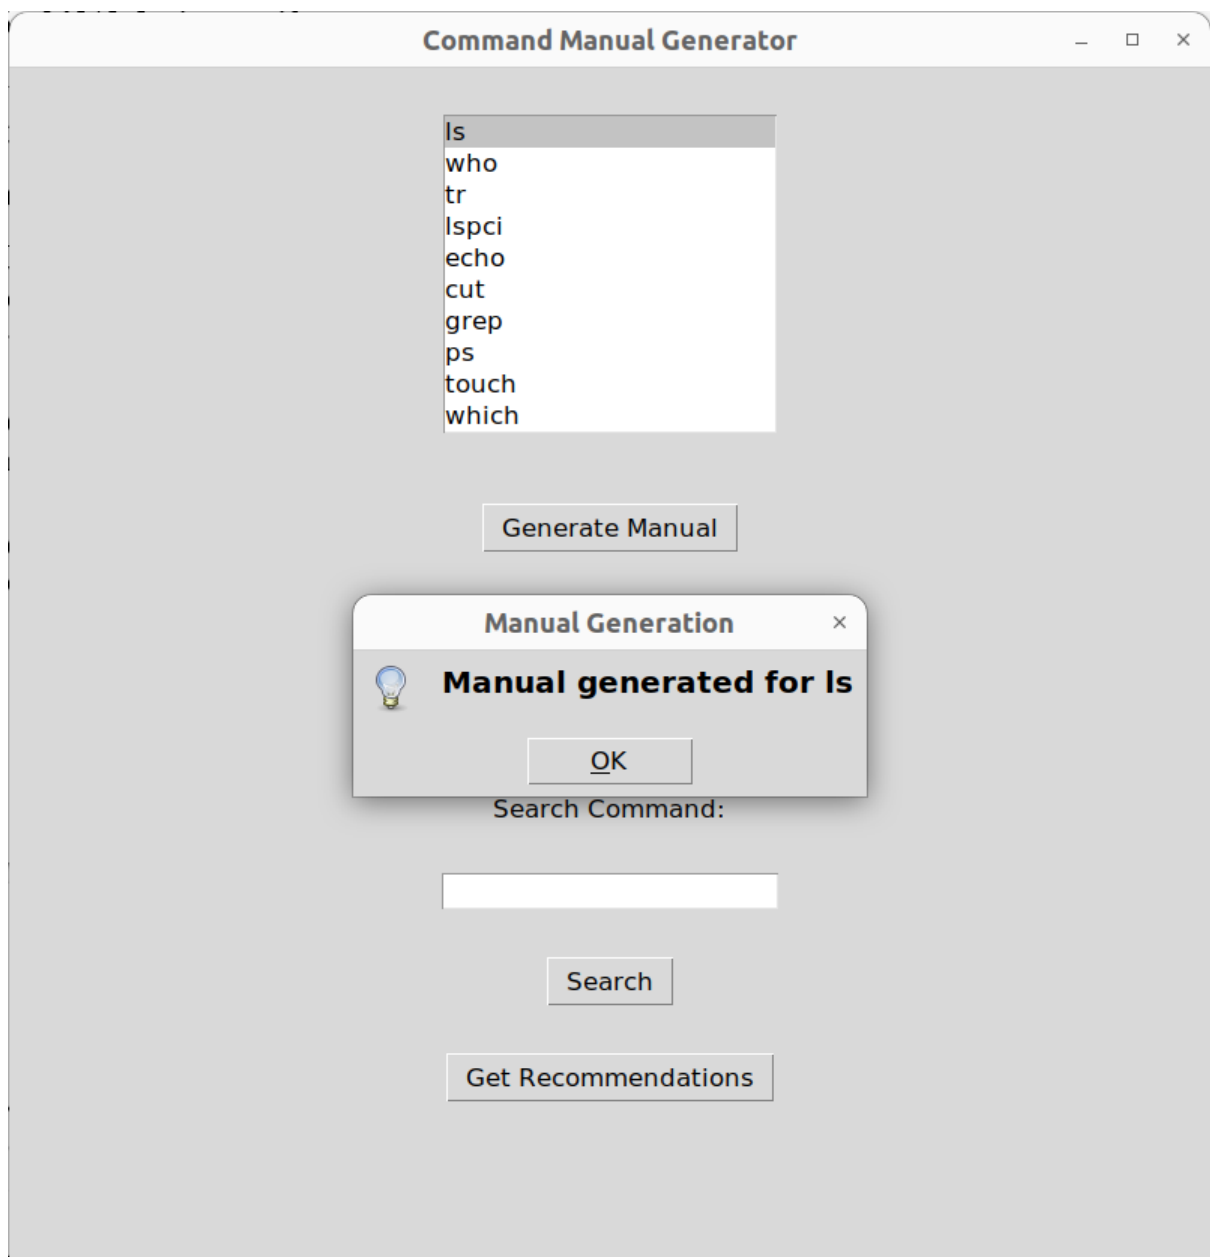 Command Manual Generator
ls
who
tr
lspci
echo
cut
grep
ps
touch
which
Generate Manual
Manual Generation
Manual generated for ls
OK
Search Command:
Search
Get Recommendations